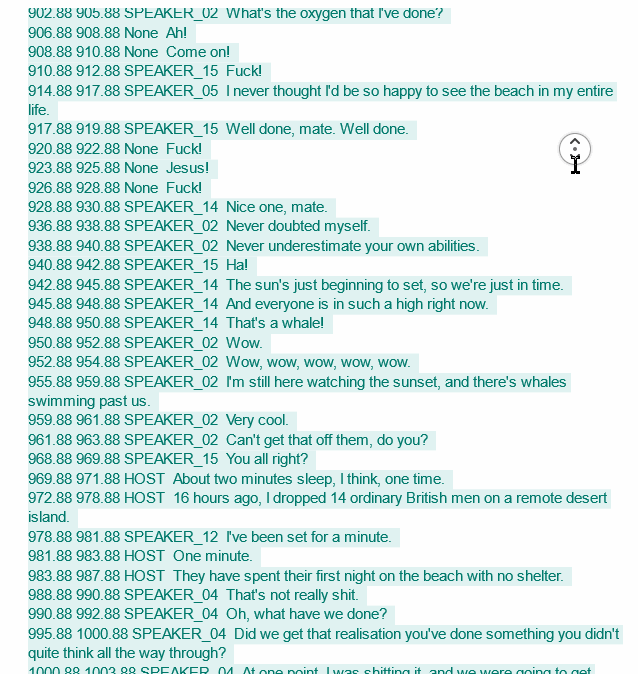 902.88 905.88 SPEAKER_02  What's the oxygen that I've done?
906.88 908.88 None  Ah!
908.88 910.88 None  Come on!
910.88 912.88 SPEAKER_15  Fuck!
914.88 917.88 SPEAKER_05  I never thought I'd be so happy to see the beach in my entire
life.
917.88 919.88 SPEAKER_15  Well done, mate. Well done.
920.88 922.88 None  Fuck!
923.88 925.88 None  Jesus!
926.88 928.88 None  Fuck!
928.88 930.88 SPEAKER_14  Nice one, mate.
936.88 938.88 SPEAKER_02  Never doubted myself.
938.88 940.88 SPEAKER_02  Never underestimate your own abilities.
940.88 942.88 SPEAKER_15  Ha!
942.88 945.88 SPEAKER_14  The sun's just beginning to set, so we're just in time.
945.88 948.88 SPEAKER_14  And everyone is in such a high right now.
948.88 950.88 SPEAKER_14  That's a whale!
950.88 952.88 SPEAKER_02  Wow.
952.88 954.88 SPEAKER_02  Wow, wow, wow, wow, wow.
955.88 959.88 SPEAKER_02  I'm still here watching the sunset, and there's whales
swimming past us.
959.88 961.88 SPEAKER_02  Very cool.
961.88 963.88 SPEAKER_02  Can't get that off them, do you?
968.88 969.88 SPEAKER_15  You all right?
969.88 971.88 HOST  About two minutes sleep, I think, one time.
972.88 978.88 HOST  16 hours ago, I dropped 14 ordinary British men on a remote desert
island.
978.88 981.88 SPEAKER_12  I've been set for a minute.
981.88 983.88 HOST  One minute.
983.88 987.88 HOST  They have spent their first night on the beach with no shelter.
988.88 990.88 SPEAKER_04  That's not really shit.
990.88 992.88 SPEAKER_04  Oh, what have we done?
995.88 1000.88 SPEAKER_04  Did we get that realisation you've done something you didn't
quite think all the way through?
1000.88 1003.88 SPEAKER_04  At one point, I was shitting it, and we were going to get